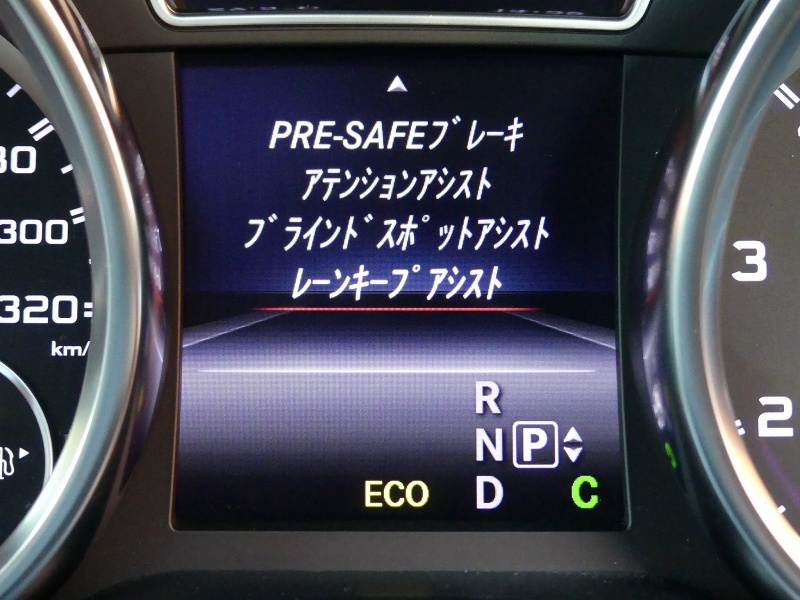 PRE-SAFEﾌﾞﾚｰｷ
ｱﾃﾝｼｮﾝｱｼｽﾄ
ﾌﾞﾗｲﾝﾄﾞｽﾎﾟｯﾄｱｼｽﾄ
ﾚｰﾝｷｰﾌﾟｱｼｽﾄ
300
320
km/
3
2
R
N P
ECO D C